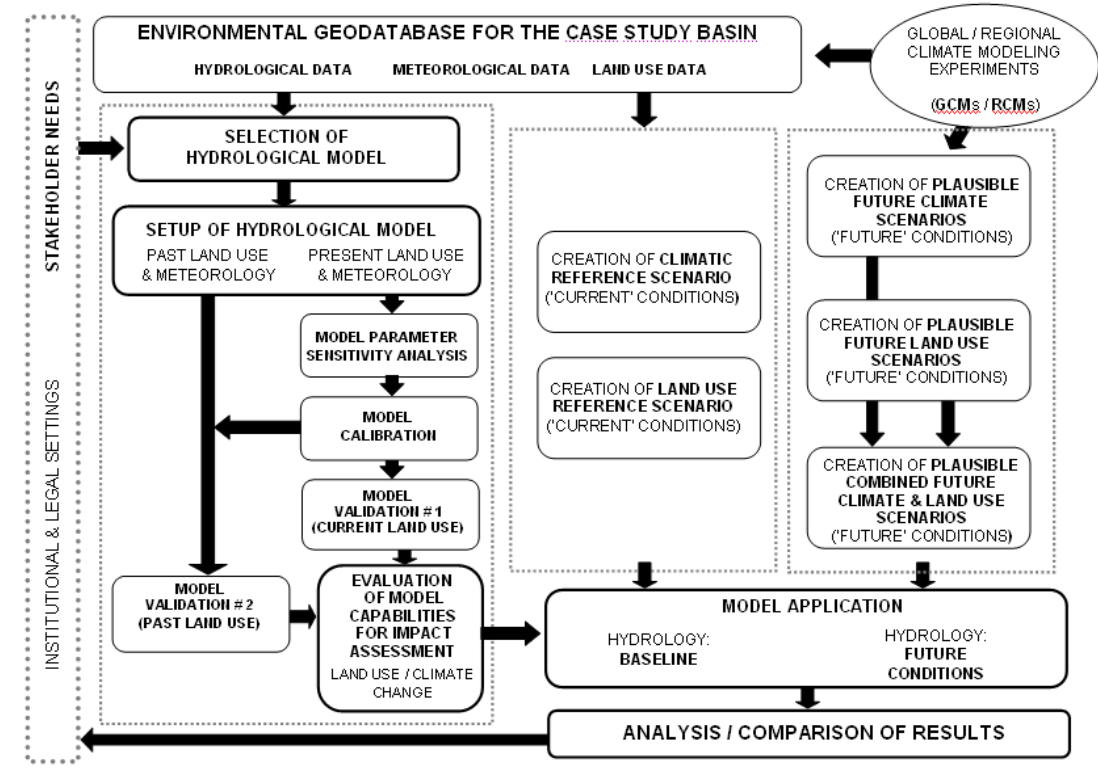 ENVIRONMENTAL GEODATABASE FOR THE CASE STUDY BASIN
HYDROLOGICAL DATA METEOROLOGICAL DATA LAND USE DATA
GLOBAL / REGIONAL
CLIMATE MODELING
EXPERIMENTS
(GCMs / RCMs)
STAKEHOLDER NEEDS
INSTITUTIONAL & LEGAL SETTINGS
SELECTION OF
HYDROLOGICAL MODEL
SETUP OF HYDROLOGICAL MODEL
PAST LAND USE
& METEOROLOGY
PRESENT LAND USE
& METEOROLOGY
MODEL PARAMETER
SENSITIVITY ANALYSIS
MODEL
CALIBRATION
MODEL
VALIDATION # 1
(CURRENT LAND USE)
MODEL
VALIDATION # 2
(PAST LAND USE)
EVALUATION
OF MODEL
CAPABILITIES
FOR IMPACT
ASSESSMENT
LAND USE / CLIMATE
CHANGE
CREATION OF CLIMATIC
REFERENCE SCENARIO
('CURRENT' CONDITIONS)
CREATION OF LAND USE
REFERENCE SCENARIO
('CURRENT' CONDITIONS)
CREATION OF PLAUSIBLE
FUTURE CLIMATE
SCENARIOS
('FUTURE' CONDITIONS)
CREATION OF PLAUSIBLE
FUTURE LAND USE
SCENARIOS
('FUTURE' CONDITIONS)
CREATION OF PLAUSIBLE
COMBINED FUTURE
CLIMATE & LAND USE
SCENARIOS
('FUTURE' CONDITIONS)
MODEL APPLICATION
HYDROLOGY:
BASELINE
HYDROLOGY:
FUTURE
CONDITIONS
ANALYSIS / COMPARISON OF RESULTS